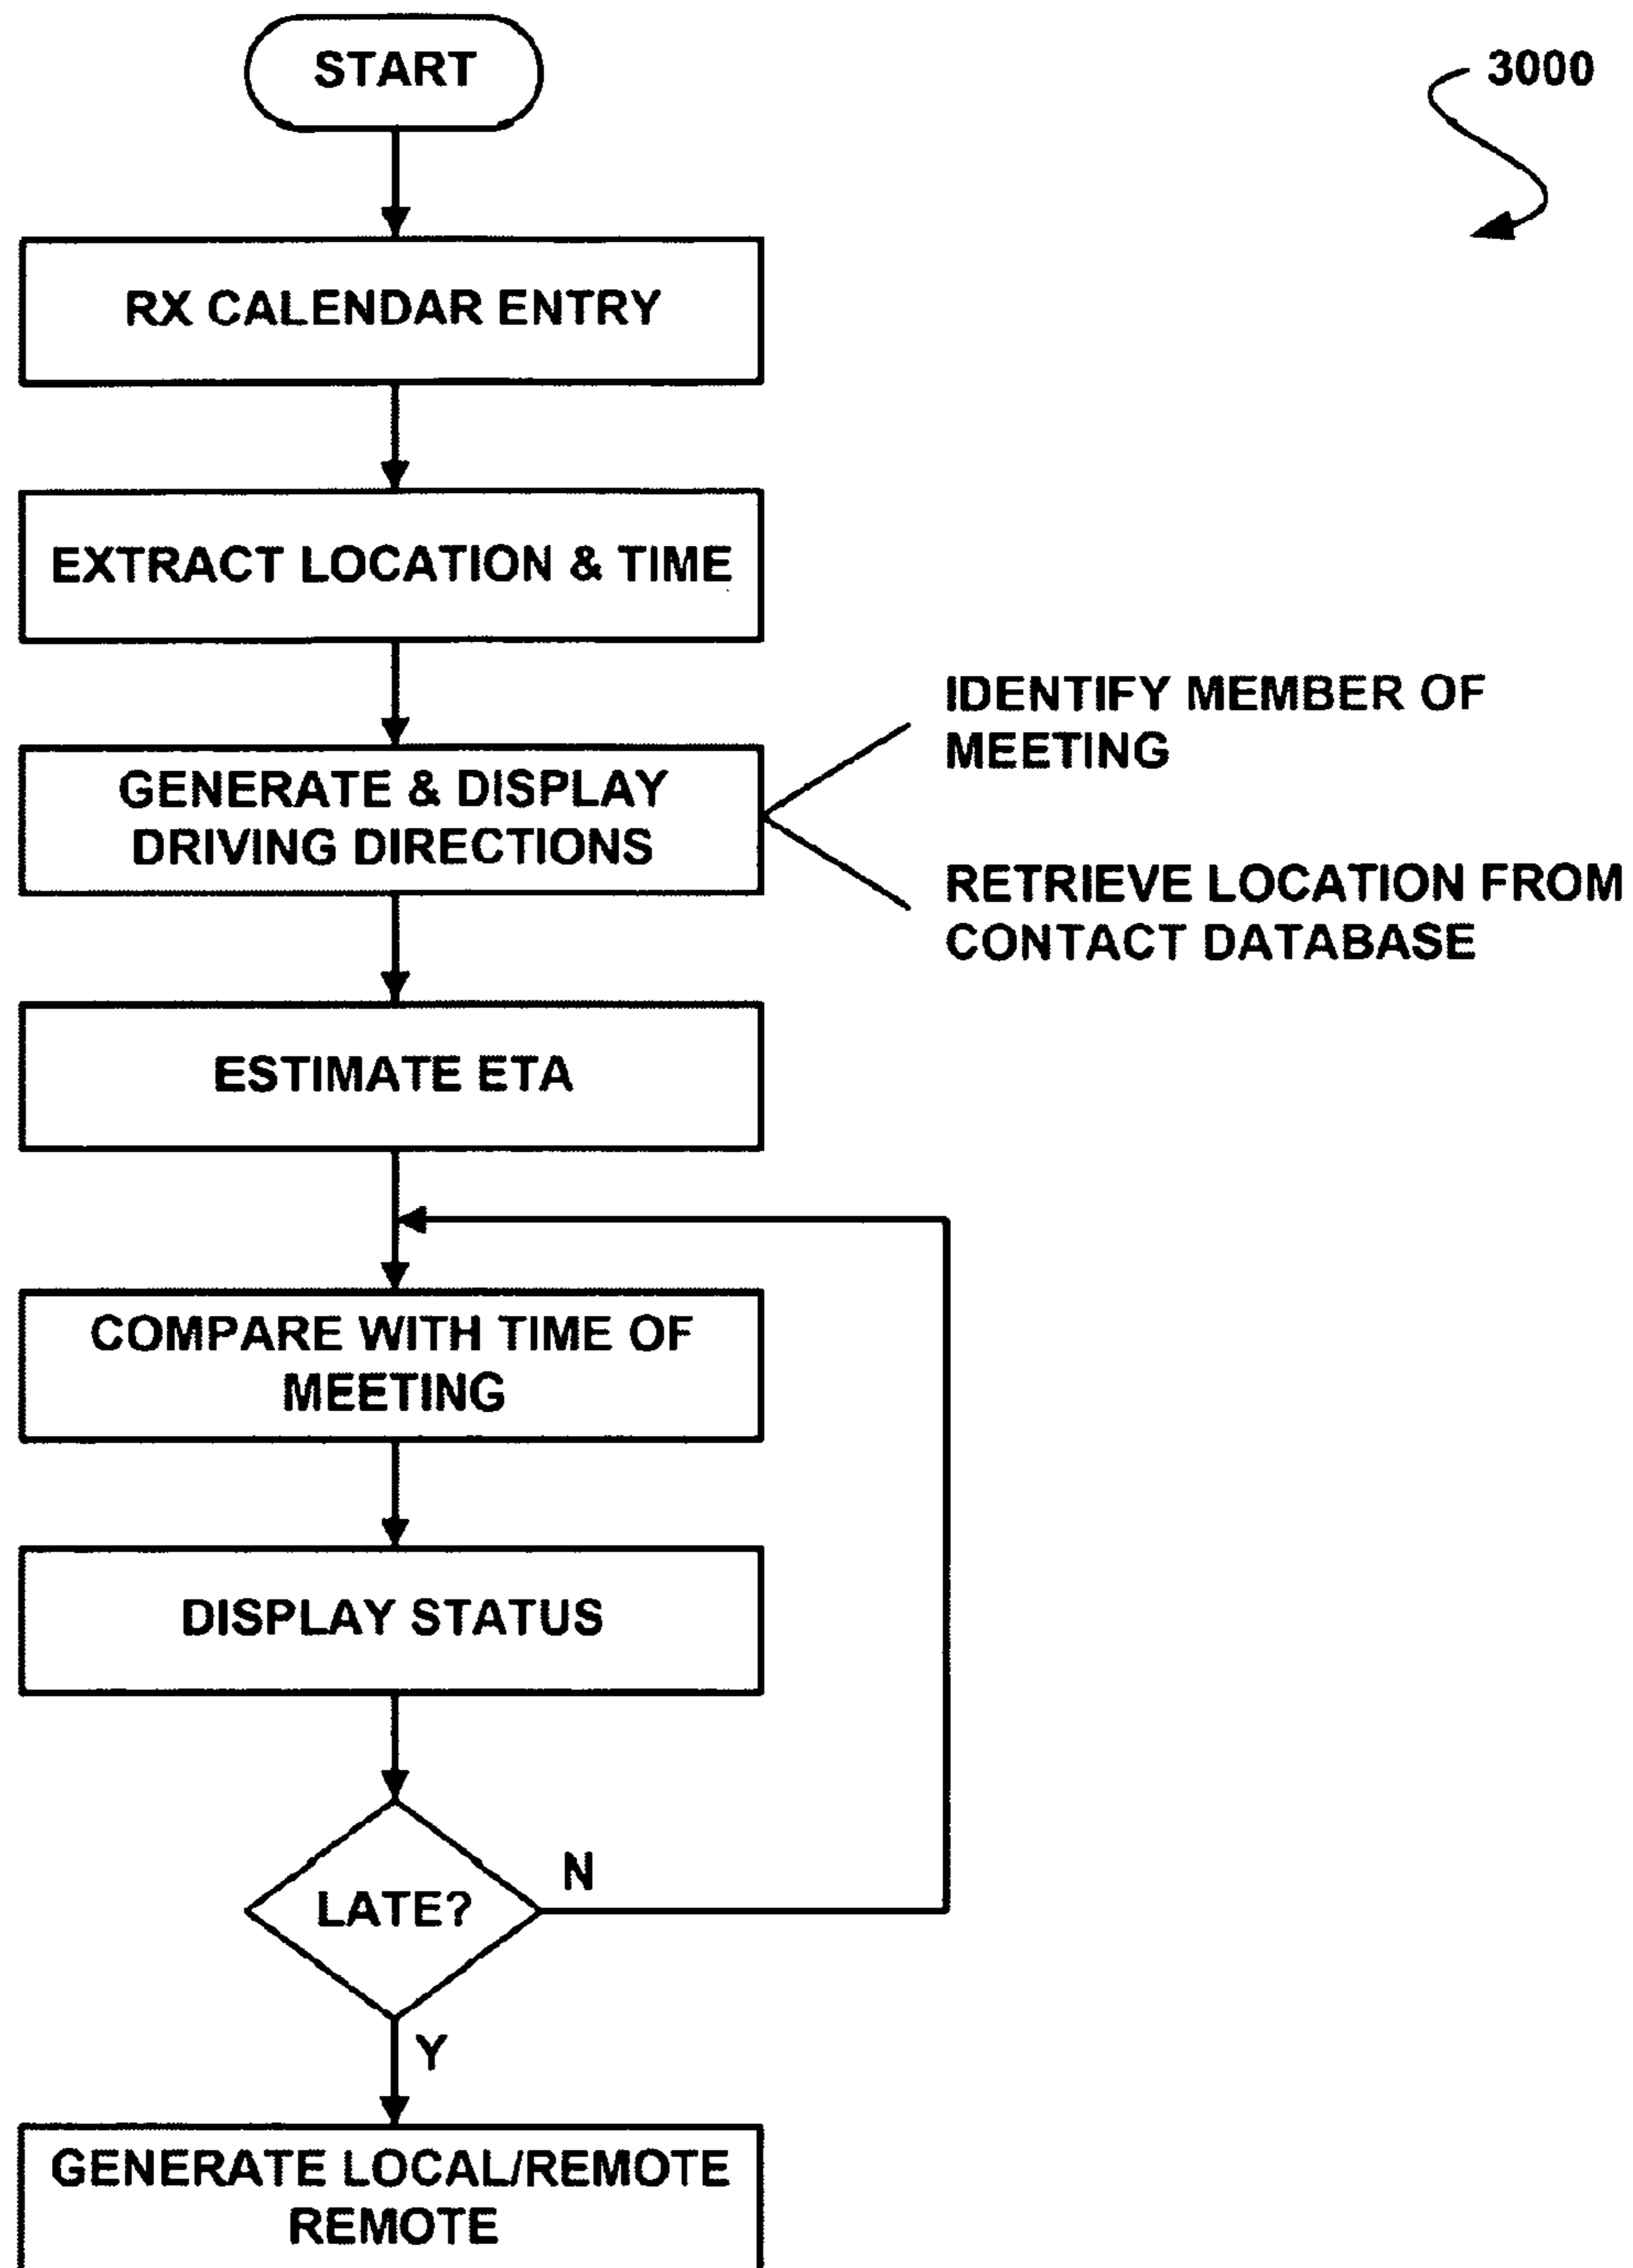 START
3000
RX CALENDAR ENTRY
EXTRACT LOCATION & TIME
GENERATE & DISPLAY
DRIVING DIRECTIONS
IDENTIFY MEMBER OF
MEETING
RETRIEVE LOCATION FROM
CONTACT DATABASE
ESTIMATE ETA
COMPARE WITH TIME OF
MEETING
DISPLAY STATUS
LATE?
N
Y
GENERATE LOCAL/REMOTE
REMOTE